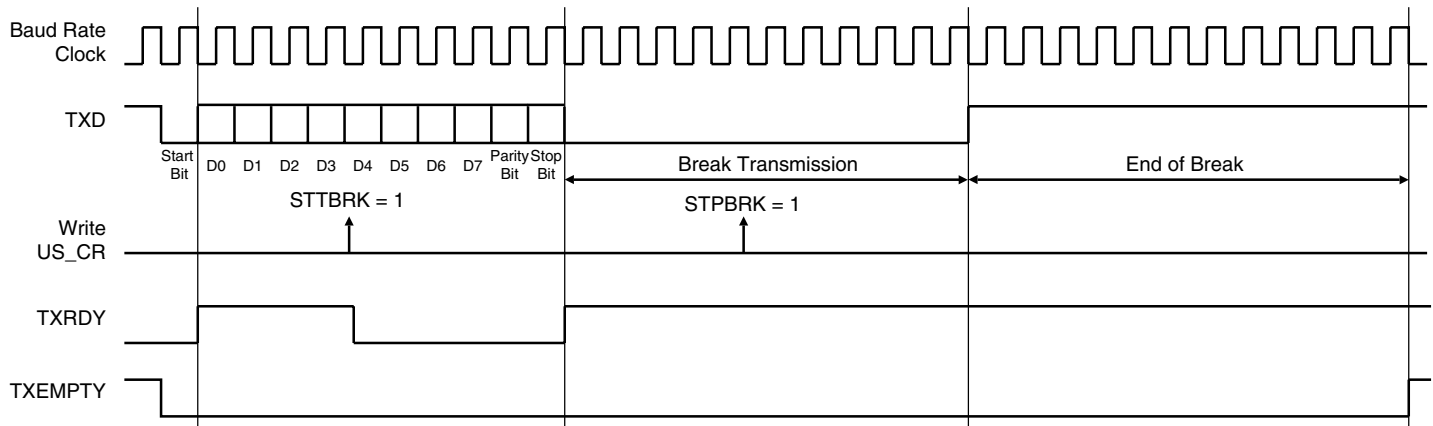 Baud Rate
Clock
TXD
Start
Bit
D0 D1 D2 D3 D4 D5 D6 D7
Parity
Bit
Stop
Bit
Break Transmission
End of Break
STTBRK = 1
STPBRK = 1
Write
US_CR
TXRDY
TXEMPTY